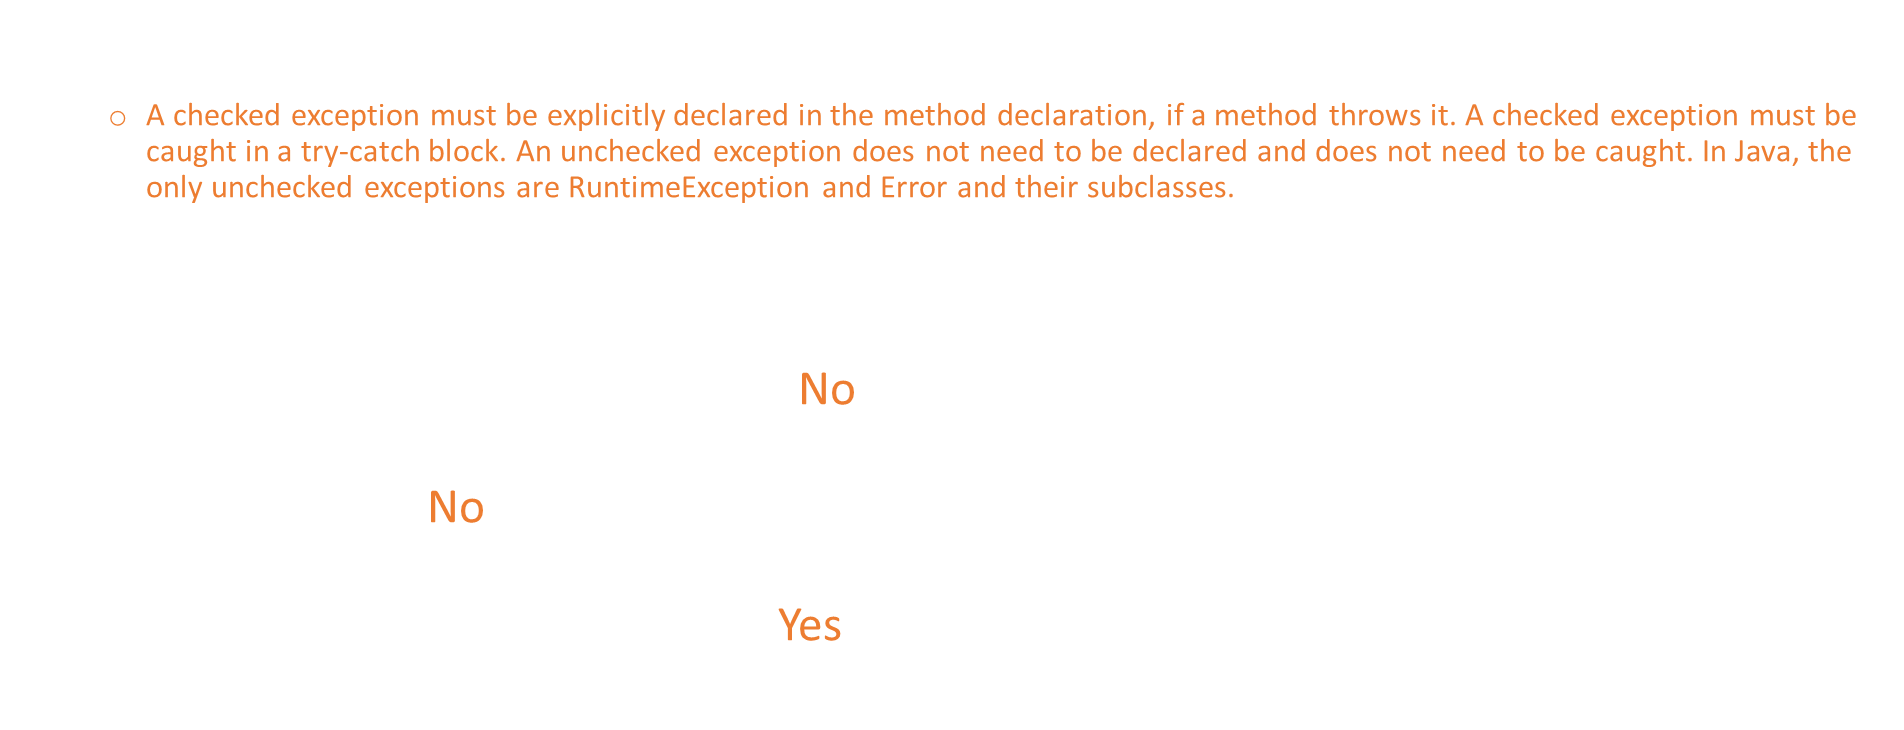 ○ A checked exception must be explicitly declared in the method declaration, if a method throws it. A checked exception must be
caught in a try-catch block. An unchecked exception does not need to be declared and does not need to be caught. In Java, the
only unchecked exceptions are RuntimeException and Error and their subclasses.
No
No
Yes